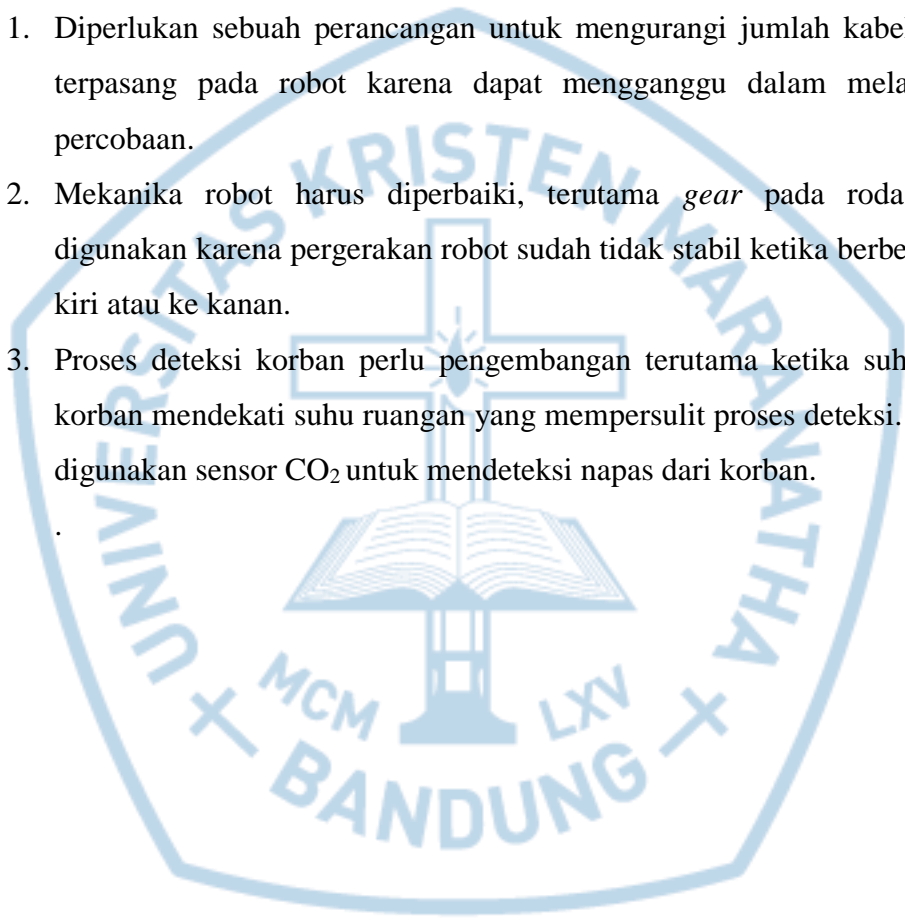 1. Diperlukan sebuah perancangan untuk mengurangi jumlah kabel
terpasang pada robot karena dapat mengganggu dalam mela
percobaan.
2. Mekanika robot harus diperbaiki, terutama gear pada roda
digunakan karena pergerakan robot sudah tidak stabil ketika berbe
kiri atau ke kanan.
3. Proses deteksi korban perlu pengembangan terutama ketika suh
korban mendekati suhu ruangan yang mempersulit proses deteksi.
digunakan sensor CO₂ untuk mendeteksi napas dari korban.
.
UNIVERSITAS KRISTEN MARANATHA
MCM LXV
BANDUNG